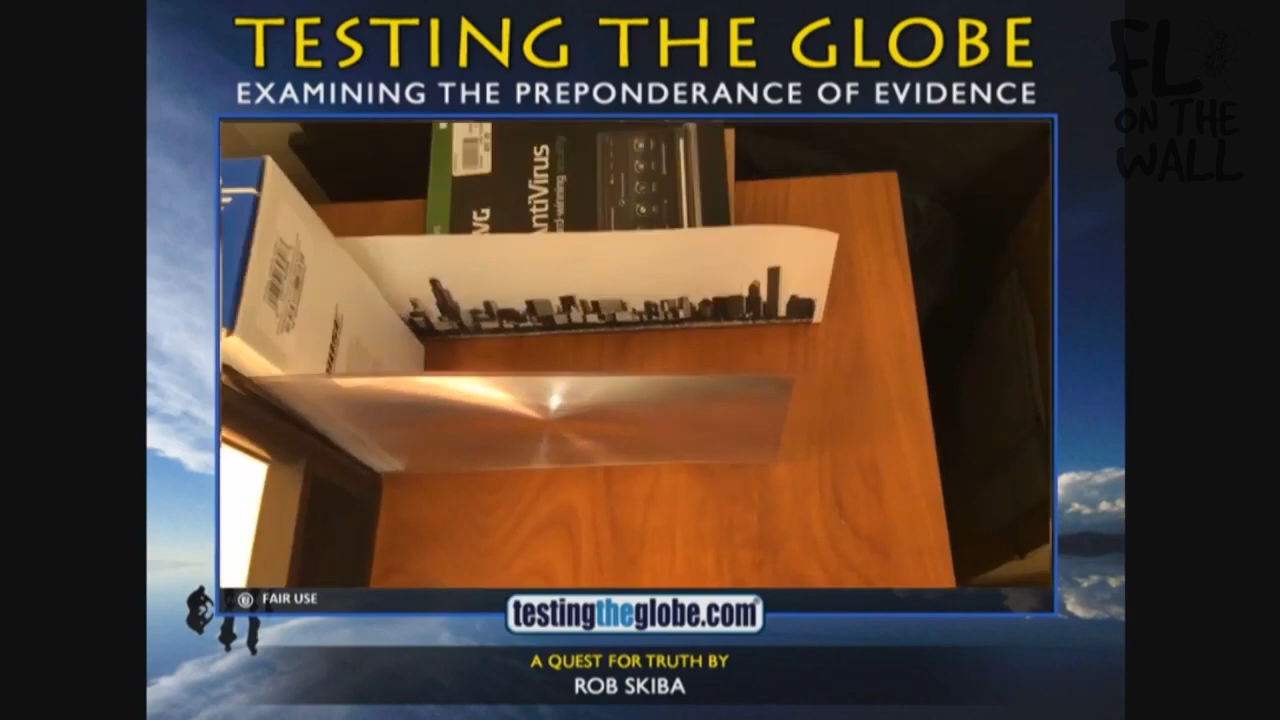 TESTING THE GLOBE
EXAMINING THE PREPONDERANCE OF EVIDENCE
FL
ON THE
WALL
VG
AntiVirus
FAIR USE
testingtheglobe.com
A QUEST FOR TRUTH BY
ROB SKIBA